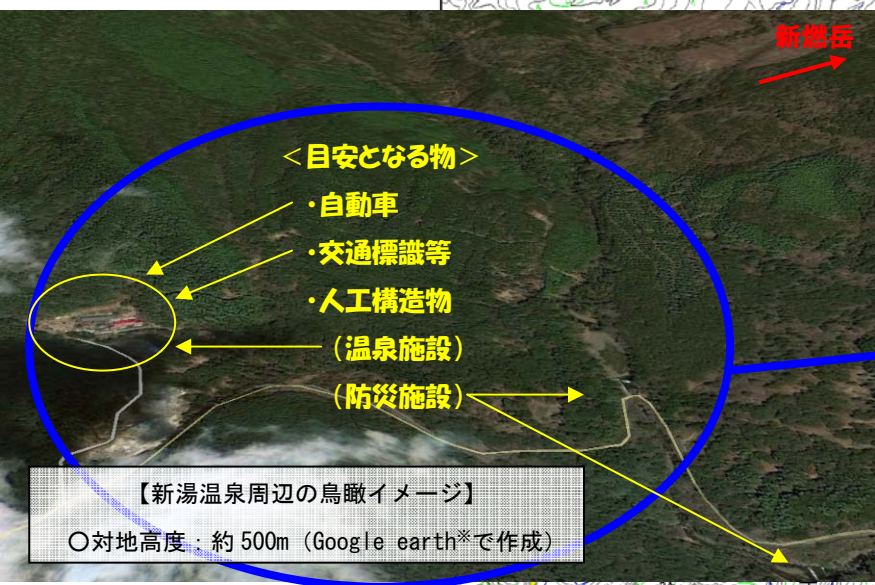 新燃岳
＜目安となる物＞
・自動車
・交通標識等
・人工構造物
（温泉施設）
（防災施設）
【新湯温泉周辺の鳥瞰イメージ】
○対地高度：約500m（Google earth※で作成）